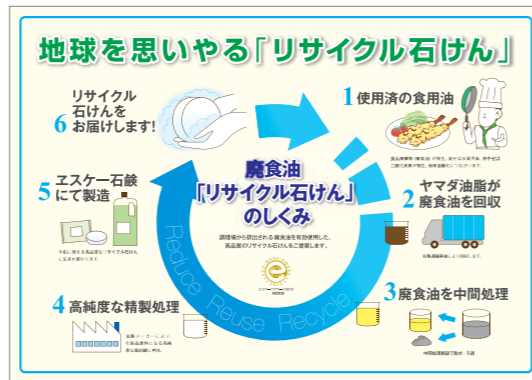 地球を思いやる「リサイクル石けん」
1 使用済の食用油
2 ヤマダ油脂が
廃食油を回収
3 廃食油を中間処理
4 高純度な精製処理
5 ヱスケー石鹸
にて製造
6 リサイクル
石けんを
お届けします!
廃食油
「リサイクル石けん」
のしくみ
調理場から排出される廃食油を有効使用した、
高品質のリサイクル石けんをご提案します。
Reduce Reuse Recycle